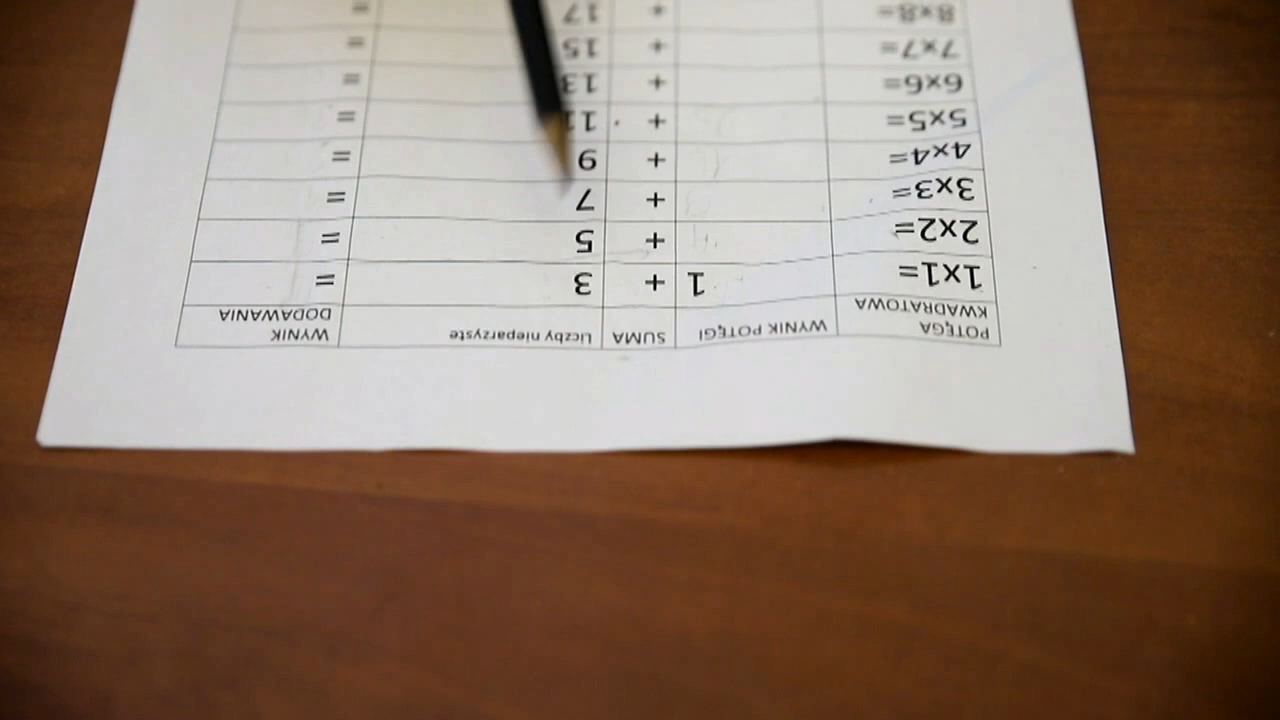 POTĘGA KWADRATOWA WYNIK POTĘGI SUMA Liczby nieparzyste WYNIK DODAWANIA
1x1= 1 + 3 =
2x2= + 5 =
3x3= + 7 =
4x4= + 9 =
5x5= + 11 =
6x6= + 13 =
7x7= + 15 =
8x8= + 17 =